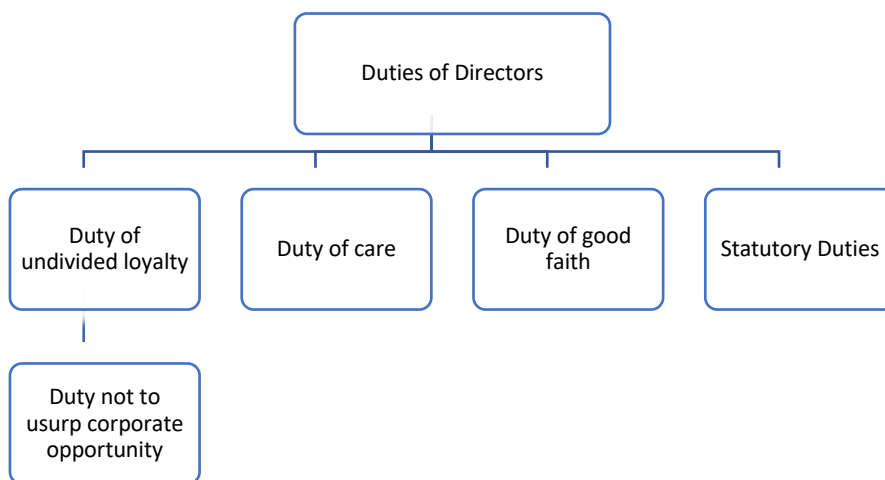 Duties of Directors
Duty of
undivided loyalty
Duty of care
Duty of good
faith
Statutory Duties
Duty not to
usurp corporate
opportunity